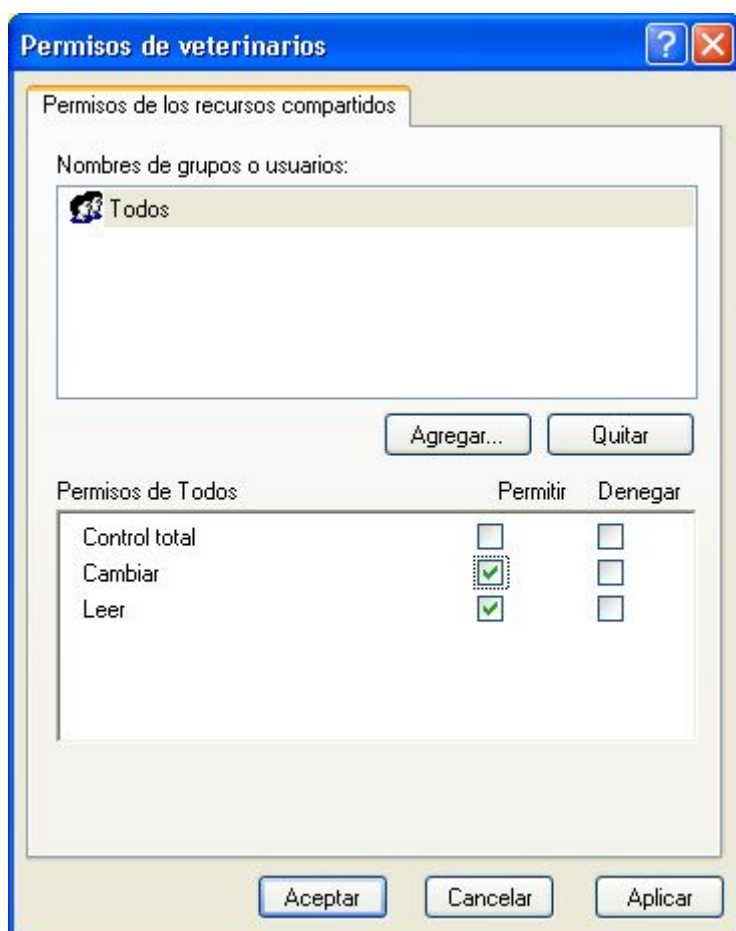 Permisos de veterinarios
Permisos de los recursos compartidos
Nombres de grupos o usuarios:
Todos
Agregar... Quitar
Permisos de Todos Permitir Denegar
Control total
Cambiar
Leer
Aceptar Cancelar Aplicar